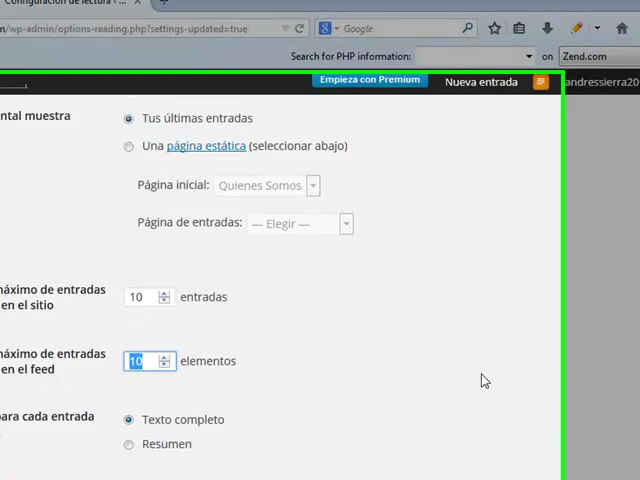 Configuración de lectura ‹
m/wp-admin/options-reading.php?settings-updated=true
Google
Search for PHP information:
on
Zend.com
Empieza con Premium
Nueva entrada
andressierra20
ntal muestra
Tus últimas entradas
Una página estática (seleccionar abajo)
Página inicial:
Quienes Somos
Página de entradas:
— Elegir —
máximo de entradas
en el sitio
10
entradas
máximo de entradas
en el feed
10
elementos
para cada entrada
Texto completo
Resumen